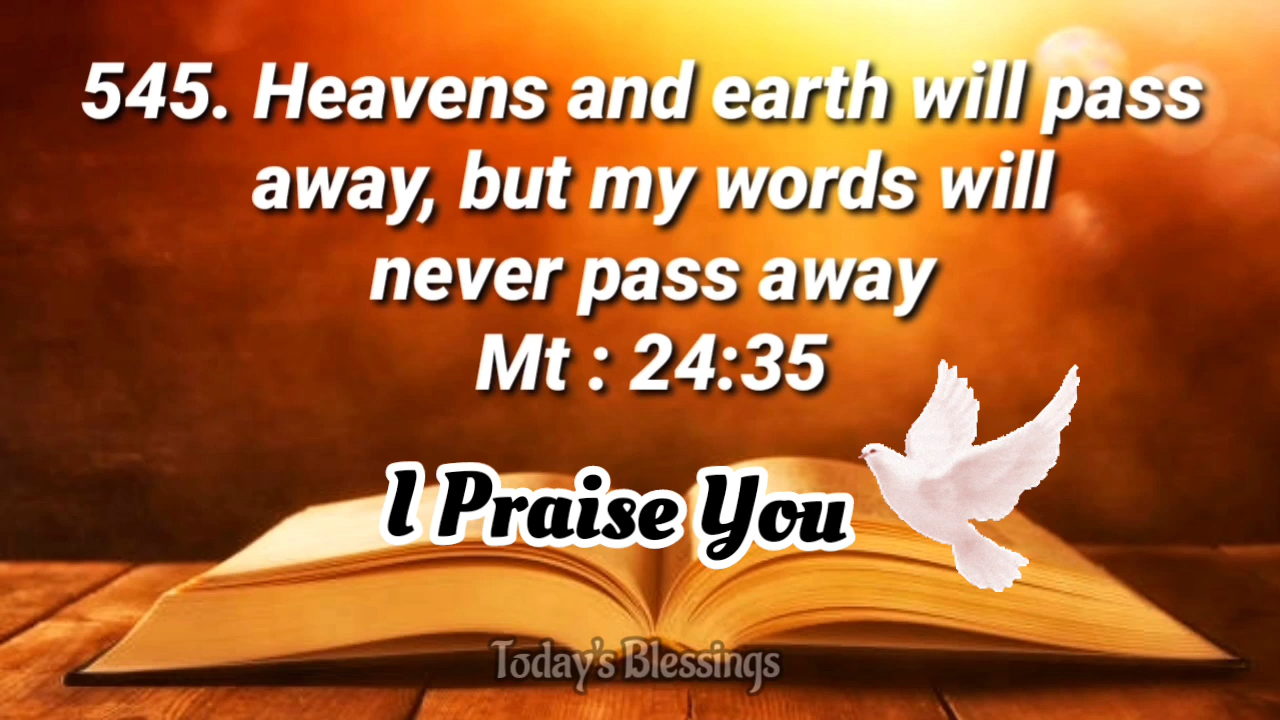 545. Heavens and earth will pass
away, but my words will
never pass away
Mt : 24:35
I Praise You
Today's Blessings